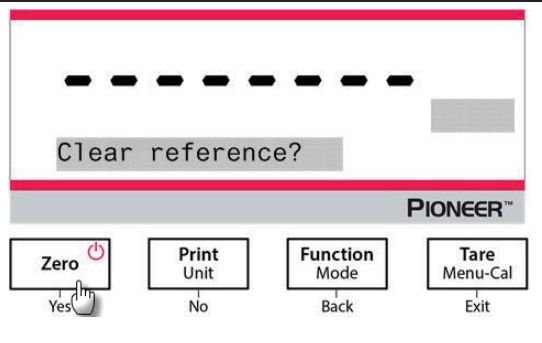 --------
Clear reference?
PIONEER™
Zero Print Function Tare
Unit Mode Menu-Cal
Yes No Back Exit